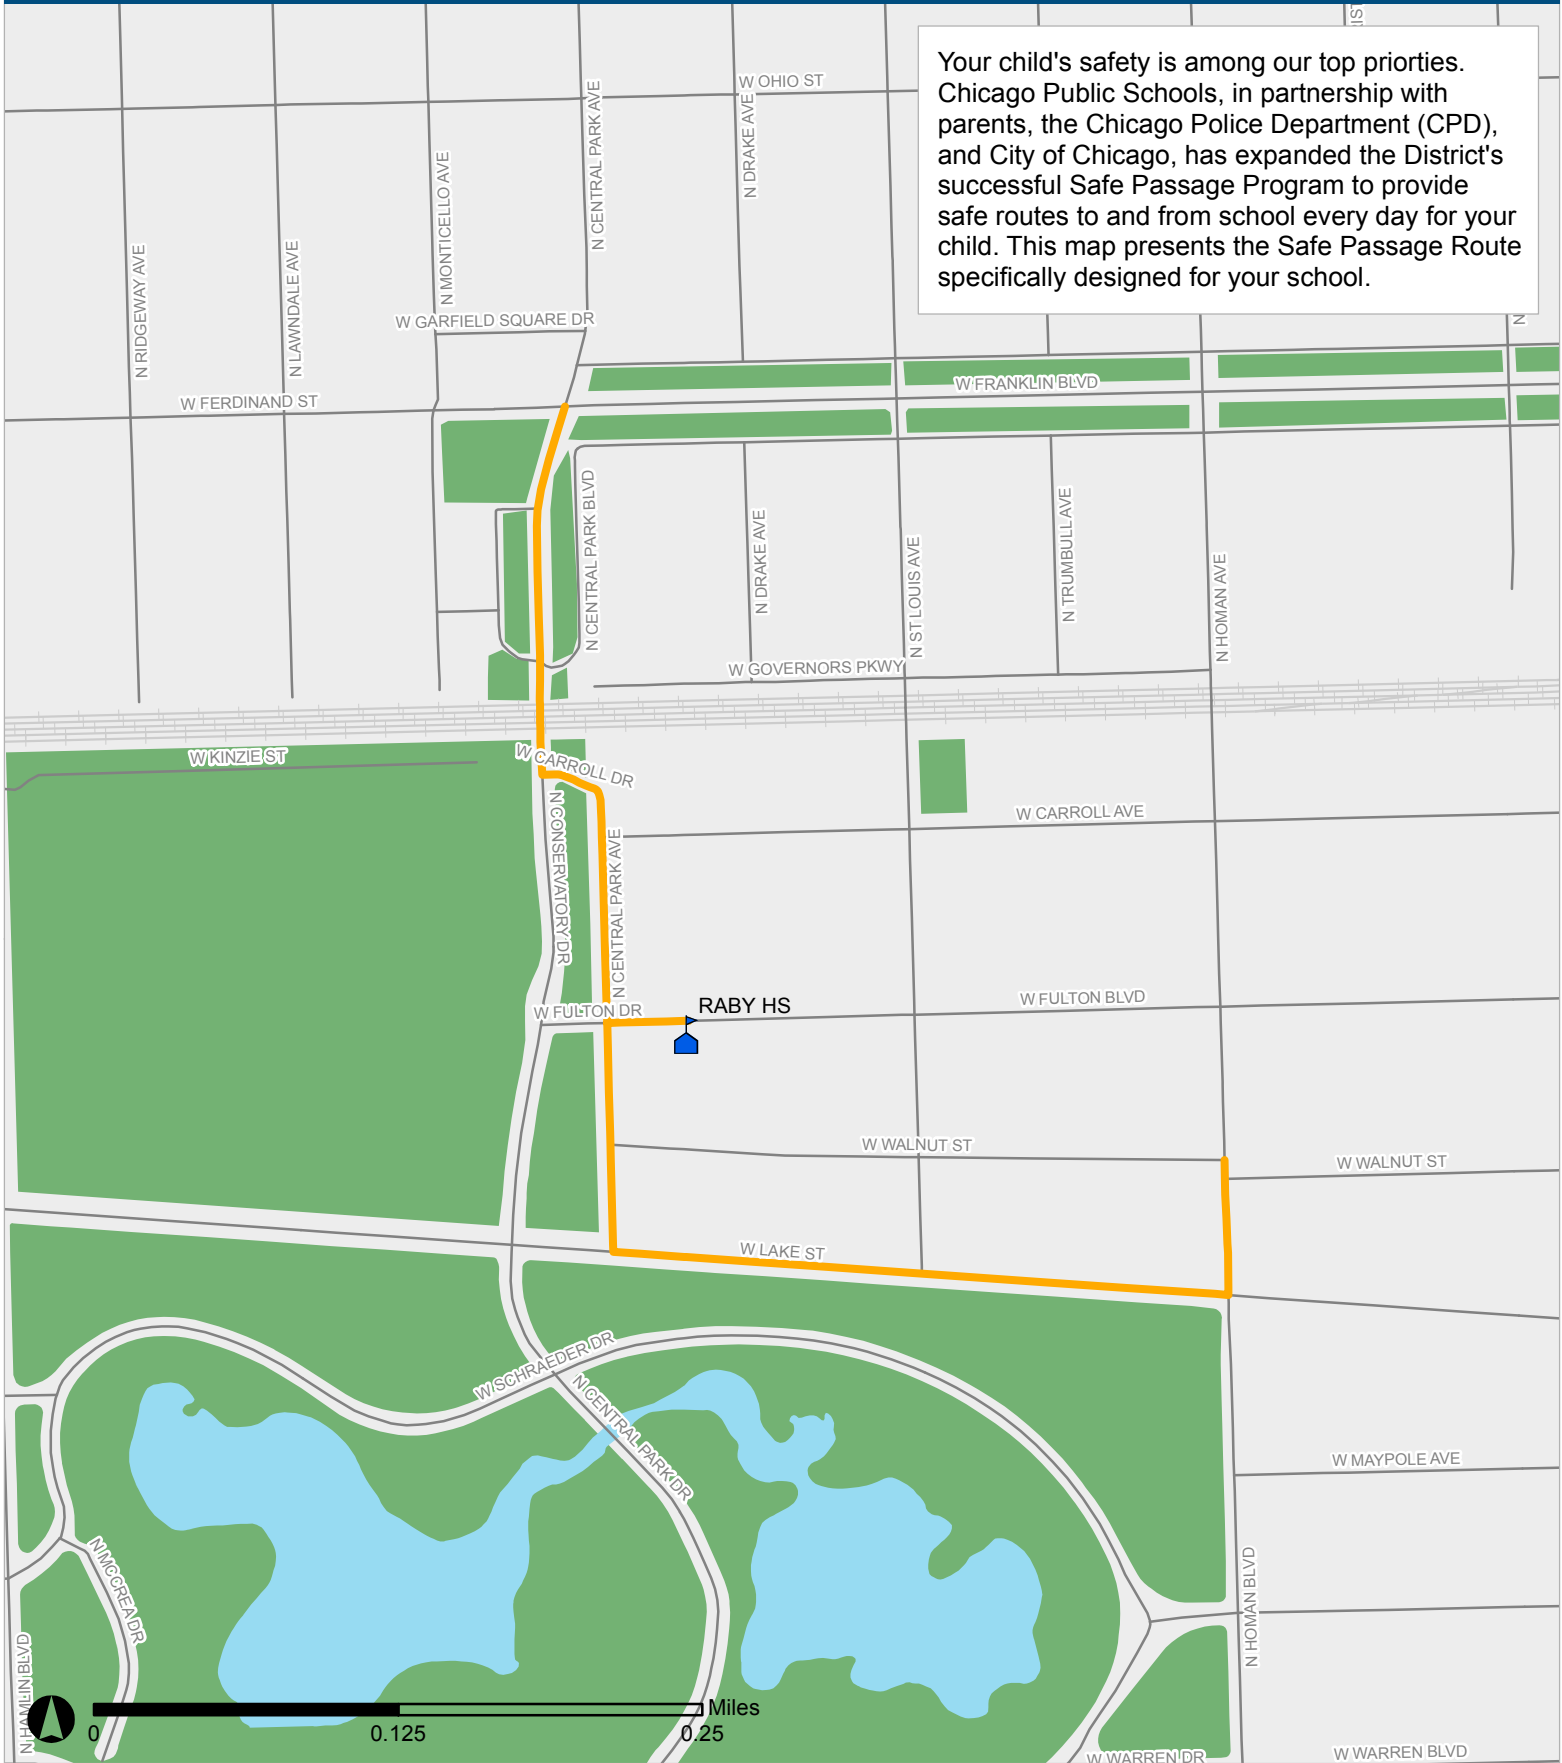 Your child's safety is among our top priorties.
Chicago Public Schools, in partnership with
parents, the Chicago Police Department (CPD),
and City of Chicago, has expanded the District's
successful Safe Passage Program to provide
safe routes to and from school every day for your
child. This map presents the Safe Passage Route
specifically designed for your school.
W OHIO ST
N CENTRAL PARK AVE
N DRAKE AVE
N MONTICELLO AVE
N RIDGEWAY AVE
N LAWNDALE AVE
W GARFIELD SQUARE DR
N
W FRANKLIN BLVD
W FERDINAND ST
N CENTRAL PARK BLVD
N DRAKE AVE
N ST LOUIS AVE
N TRUMBULL AVE
N HOMAN AVE
W GOVERNORS PKWY
W KINZIE ST
W CARROLL DR
W CARROLL AVE
N CONSERVATORY DR
N CENTRAL PARK AVE
W FULTON DR
RABY HS
W FULTON BLVD
W WALNUT ST
W WALNUT ST
W LAKE ST
W SCHRAEDER DR
N CENTRAL PARK DR
W MAYPOLE AVE
N MCCREA DR
N HOMAN BLVD
N HAMLIN BLVD
Miles
0 0.125 0.25
W WARREN DR
W WARREN BLVD